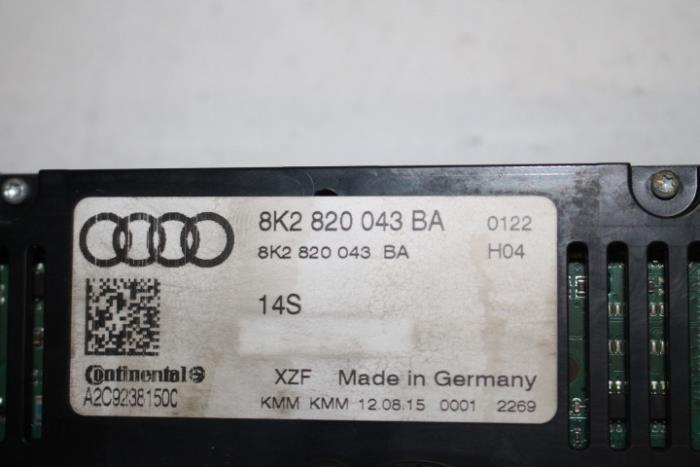 8K2 820 043 BA 0122
8K2 820 043 BA H04
14S
Continental XZF Made in Germany
A2C92381500 KMM KMM 12.08.15 0001 2269